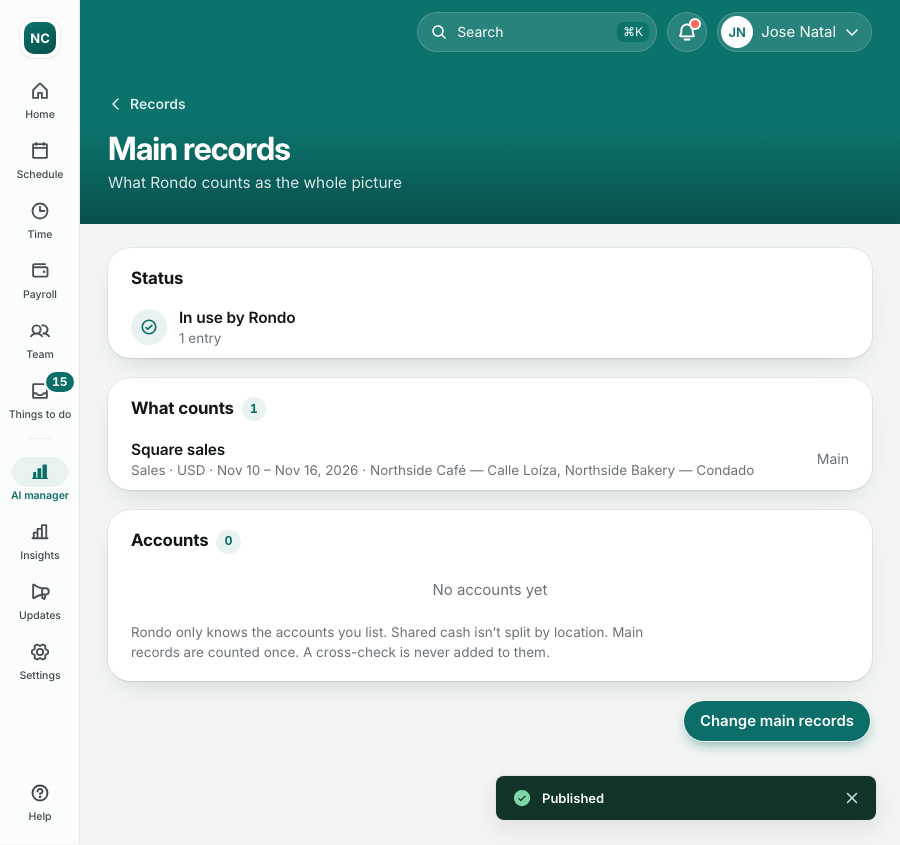 NC
Search
⌘K
JN
Jose Natal
Home
Schedule
Time
Payroll
Team
15
Things to do
AI manager
Insights
Updates
Settings
Help
Records
Main records
What Rondo counts as the whole picture
Status
In use by Rondo
1 entry
What counts 1
Square sales
Sales · USD · Nov 10 – Nov 16, 2026 · Northside Café — Calle Loíza, Northside Bakery — Condado
Main
Accounts 0
No accounts yet
Rondo only knows the accounts you list. Shared cash isn’t split by location. Main
records are counted once. A cross-check is never added to them.
Change main records
Published